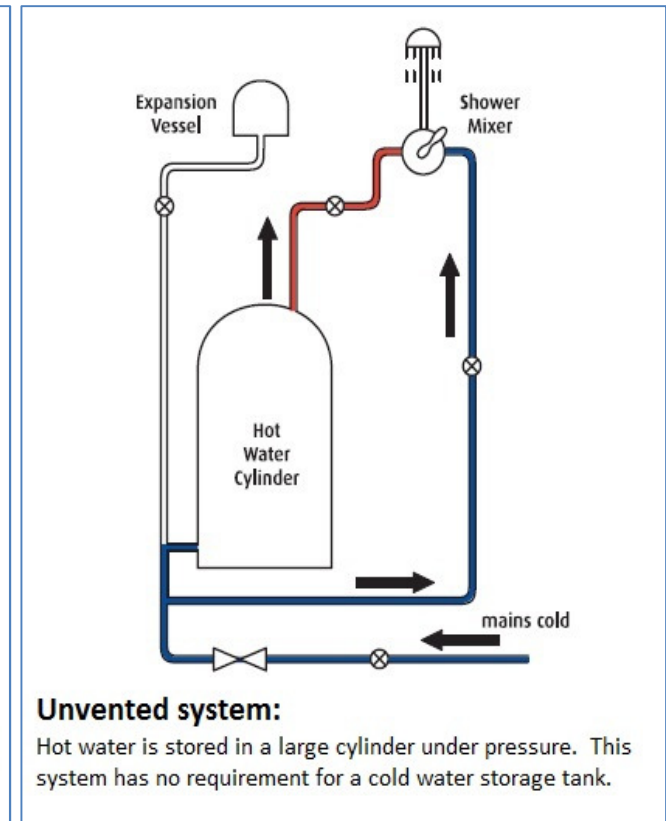 Expansion
Vessel
Shower
Mixer
Hot
Water
Cylinder
mains cold
Unvented system:
Hot water is stored in a large cylinder under pressure. This
system has no requirement for a cold water storage tank.